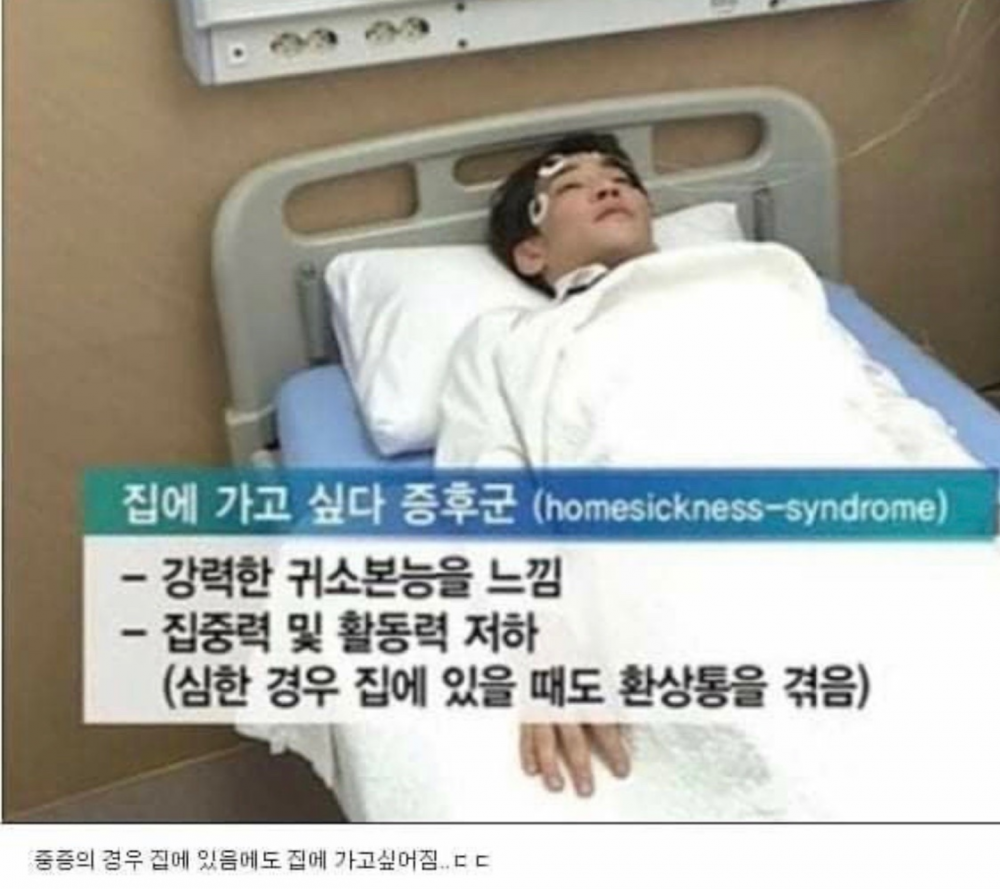 집에 가고 싶다 증후군 (homesickness-syndrome)
- 강력한 귀소본능을 느낌
- 집중력 및 활동력 저하
(심한 경우 집에 있을 때도 환상통을 겪음)
중증의 경우 집에 있음에도 집에 가고싶어짐..ㄷㄷ